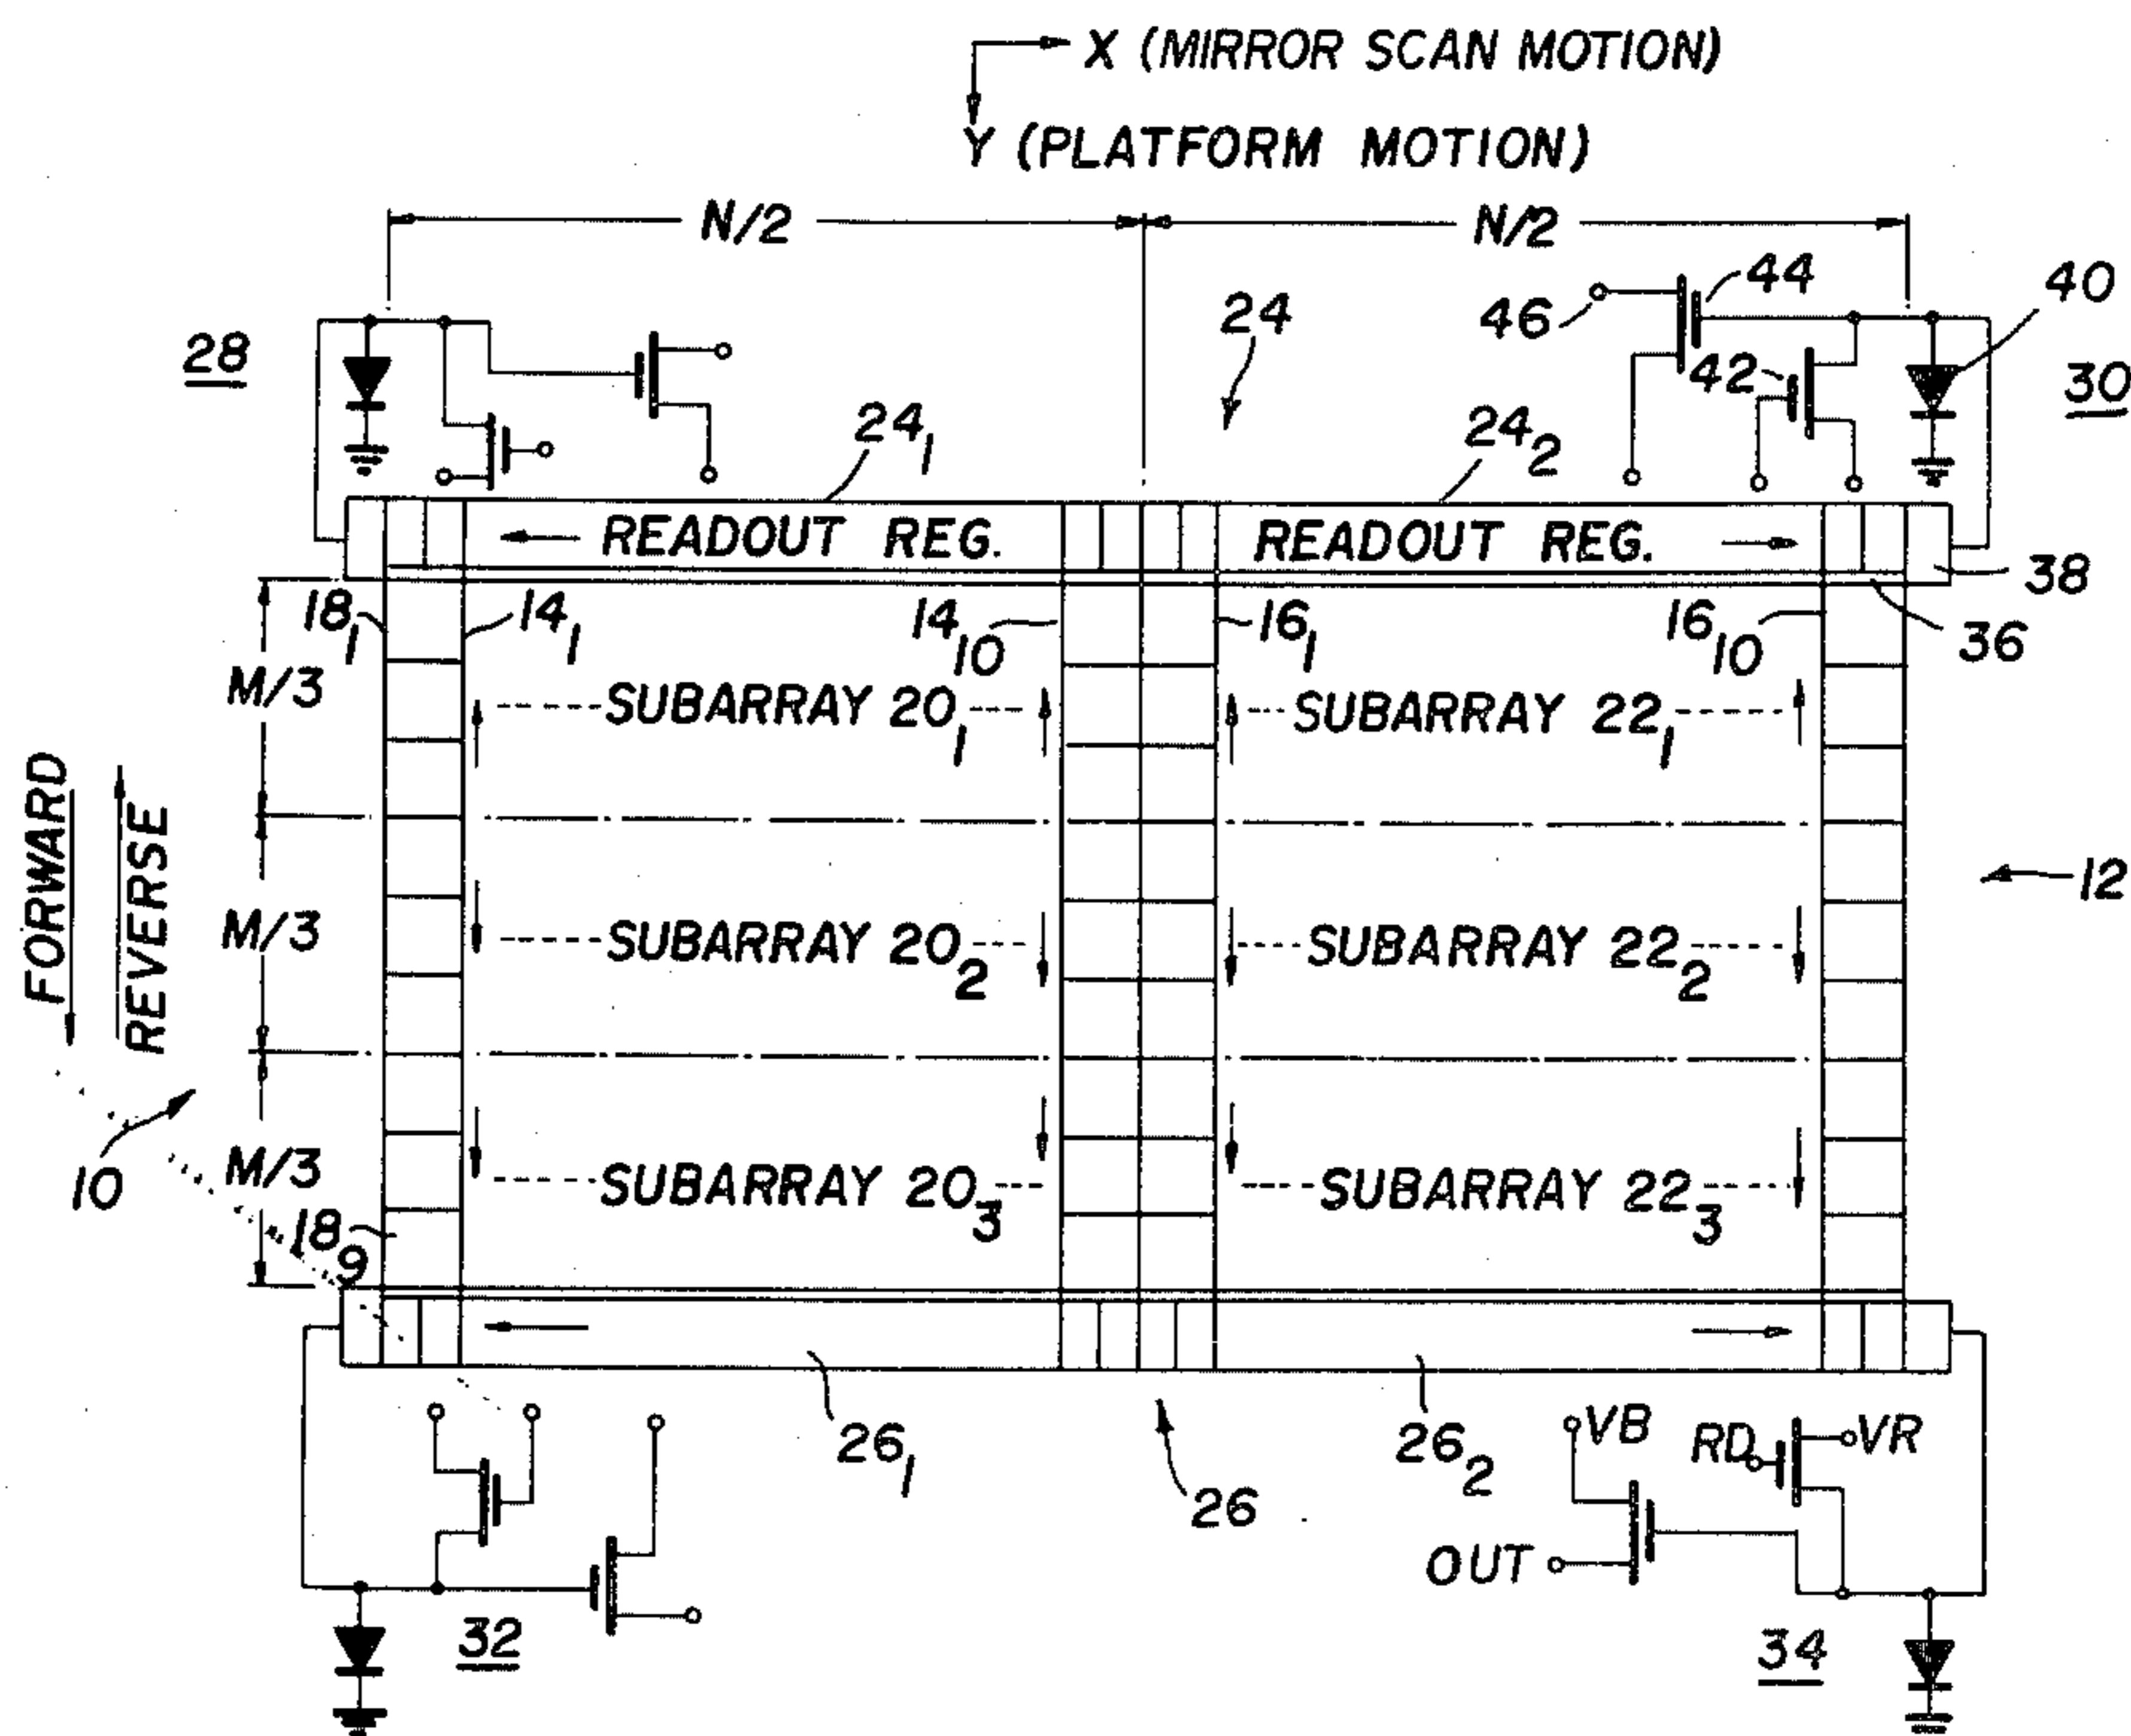 X (MIRROR SCAN MOTION)
Y (PLATFORM MOTION)
N/2
N/2
28
24₁
24
24₂
46
44
42
40
30
READOUT REG.
READOUT REG.
38
36
18₁
14₁
14₁₀
16₁
16₁₀
M/3
SUBARRAY 20₁
SUBARRAY 22₁
FORWARD
REVERSE
M/3
SUBARRAY 20₂
SUBARRAY 22₂
12
10
M/3
SUBARRAY 20₃
SUBARRAY 22₃
18₉
26₁
26
26₂
VB
RD
VR
OUT
32
34